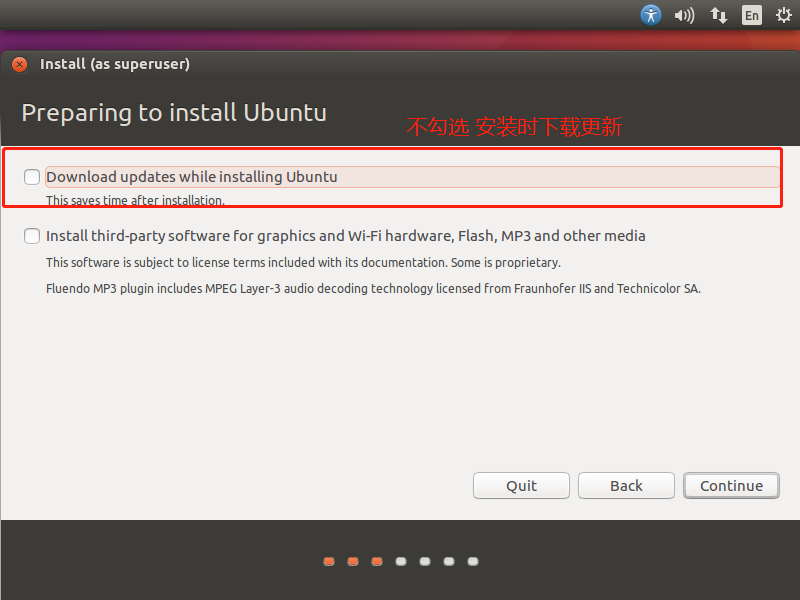 En
Install (as superuser)
Preparing to install Ubuntu
不勾选 安装时下载更新
Download updates while installing Ubuntu
This saves time after installation.
Install third-party software for graphics and Wi-Fi hardware, Flash, MP3 and other media
This software is subject to license terms included with its documentation. Some is proprietary.
Fluendo MP3 plugin includes MPEG Layer-3 audio decoding technology licensed from Fraunhofer IIS and Technicolor SA.
Quit
Back
Continue